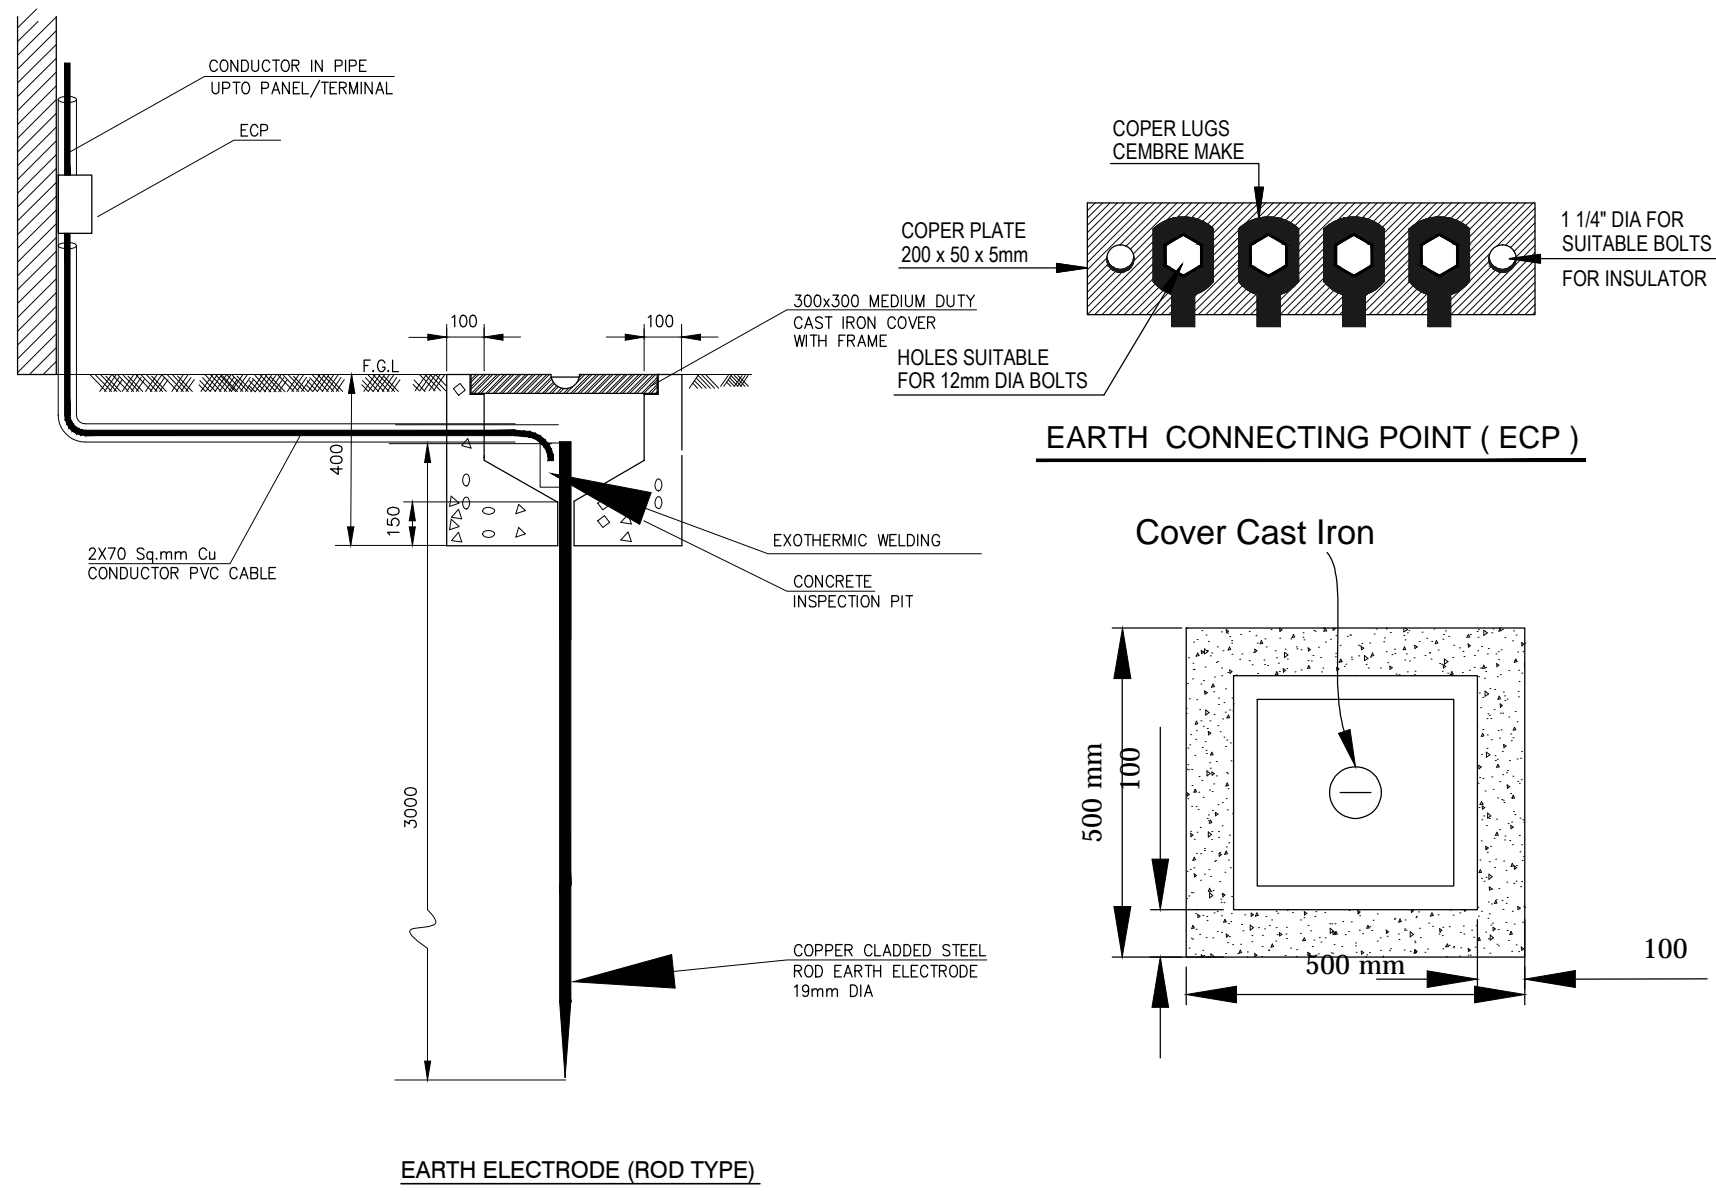 CONDUCTOR IN PIPE
UPTO PANEL/TERMINAL
ECP
F.G.L
100
100
300x300 MEDIUM DUTY
CAST IRON COVER
WITH FRAME
400
150
2X70 Sq.mm Cu
CONDUCTOR PVC CABLE
EXOTHERMIC WELDING
CONCRETE
INSPECTION PIT
3000
COPPER CLADDED STEEL
ROD EARTH ELECTRODE
19mm DIA
EARTH ELECTRODE (ROD TYPE)
COPER LUGS
CEMBRE MAKE
COPER PLATE
200 x 50 x 5mm
1 1/4" DIA FOR
SUITABLE BOLTS
FOR INSULATOR
HOLES SUITABLE
FOR 12mm DIA BOLTS
EARTH CONNECTING POINT ( ECP )
Cover Cast Iron
500 mm
100
500 mm
100